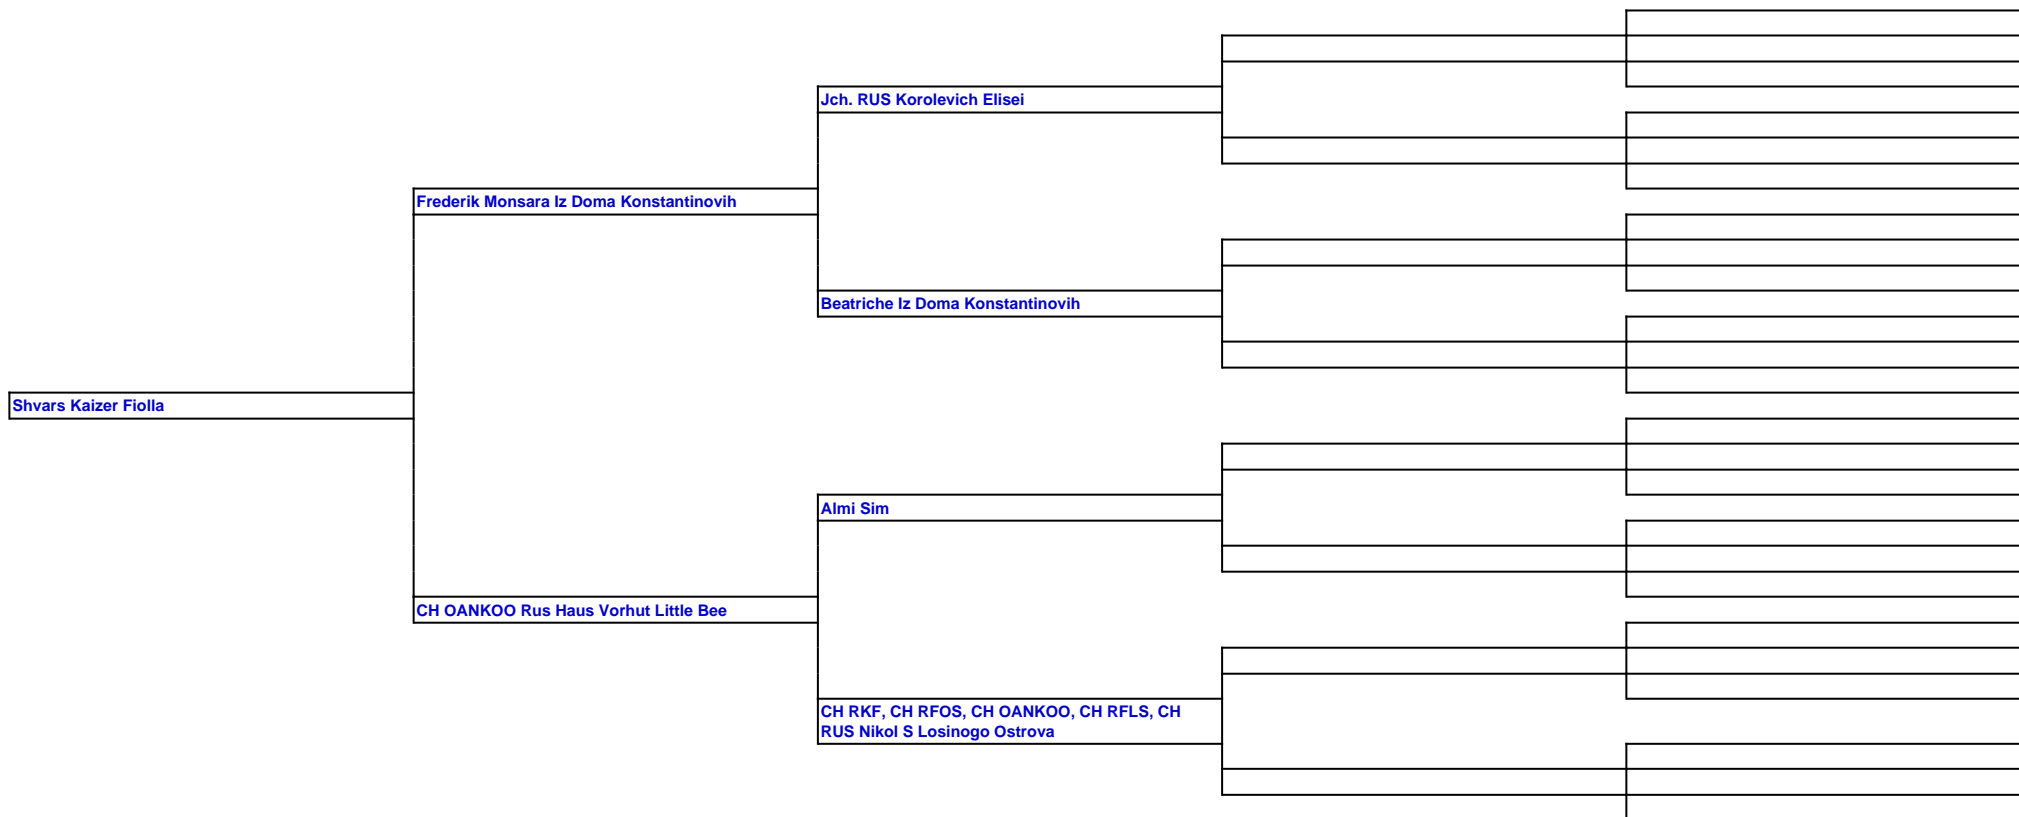 Jch. RUS Korolevich Elisei
Frederik Monsara Iz Doma Konstantinovih
Beatriche Iz Doma Konstantinovih
Shvars Kaizer Fiolla
Almi Sim
CH OANKOO Rus Haus Vorhut Little Bee
CH RKF, CH RFOS, CH OANKOO, CH RFLS, CH
RUS Nikol S Losinogo Ostrova